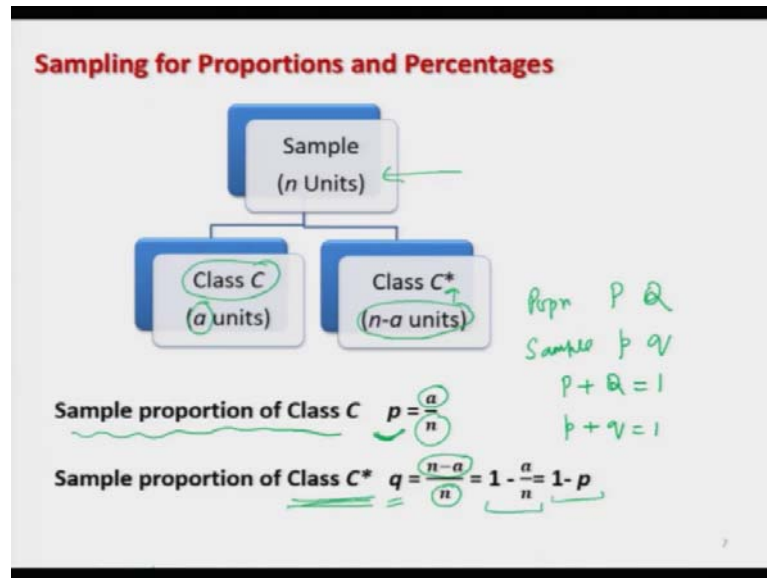 Sampling for Proportions and Percentages
Sample
(n Units)
Class C
(a units)
Class C*
(n-a units)
Popn P Q
Sample p q
P + Q = 1
p + q = 1
Sample proportion of Class C p = a/n
Sample proportion of Class C* q = (n-a)/n = 1 - a/n = 1- p
7